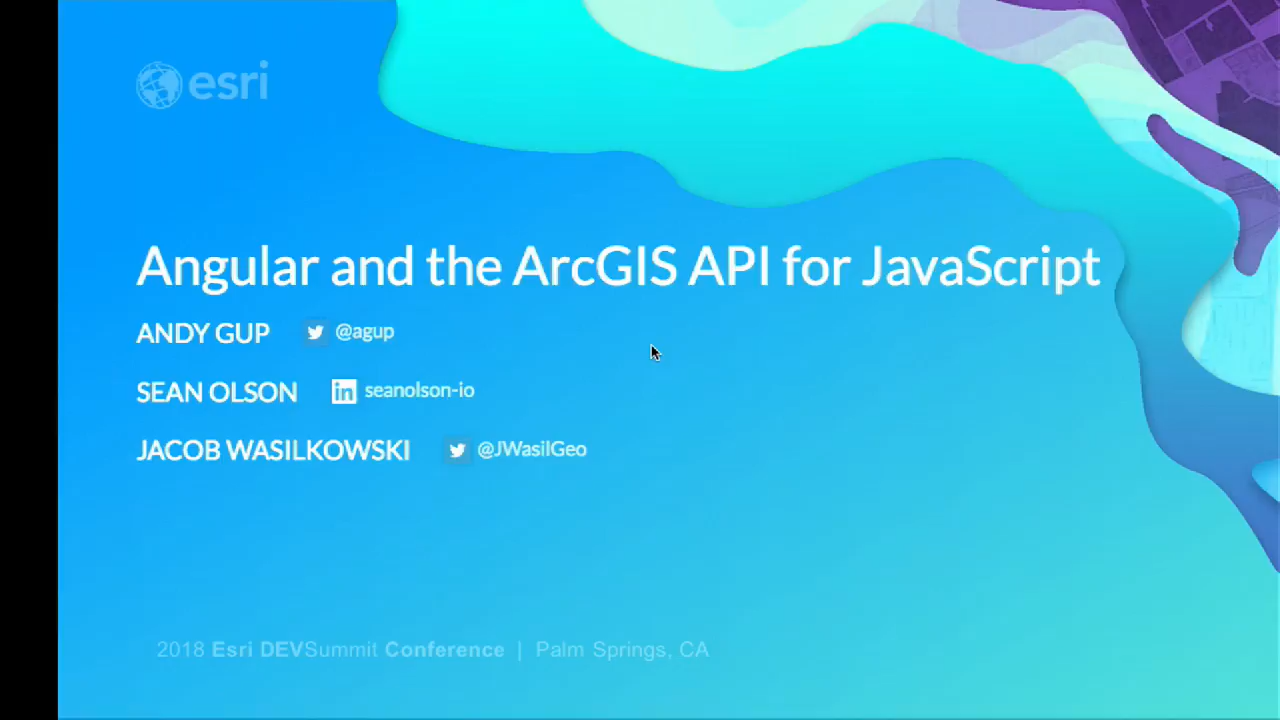 esri
Angular and the ArcGIS API for JavaScript
ANDY GUP @agup
SEAN OLSON in seanolson-io
JACOB WASILKOWSKI @JWasilGeo
2018 Esri DEVSummit Conference | Palm Springs, CA